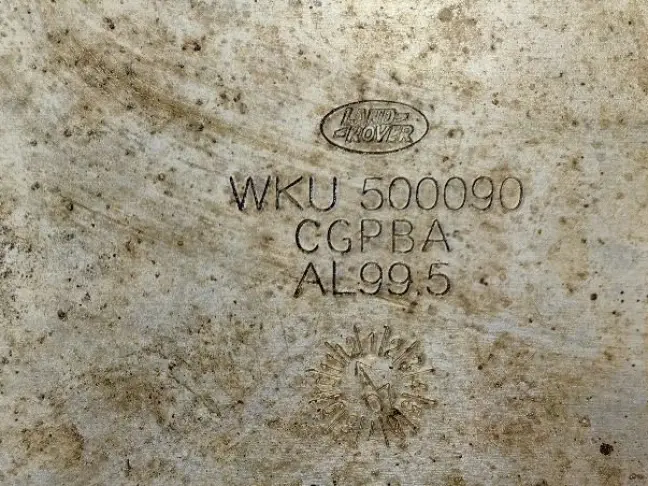 LAND-
-ROVER
WKU 500090
CGPBA
AL99.5